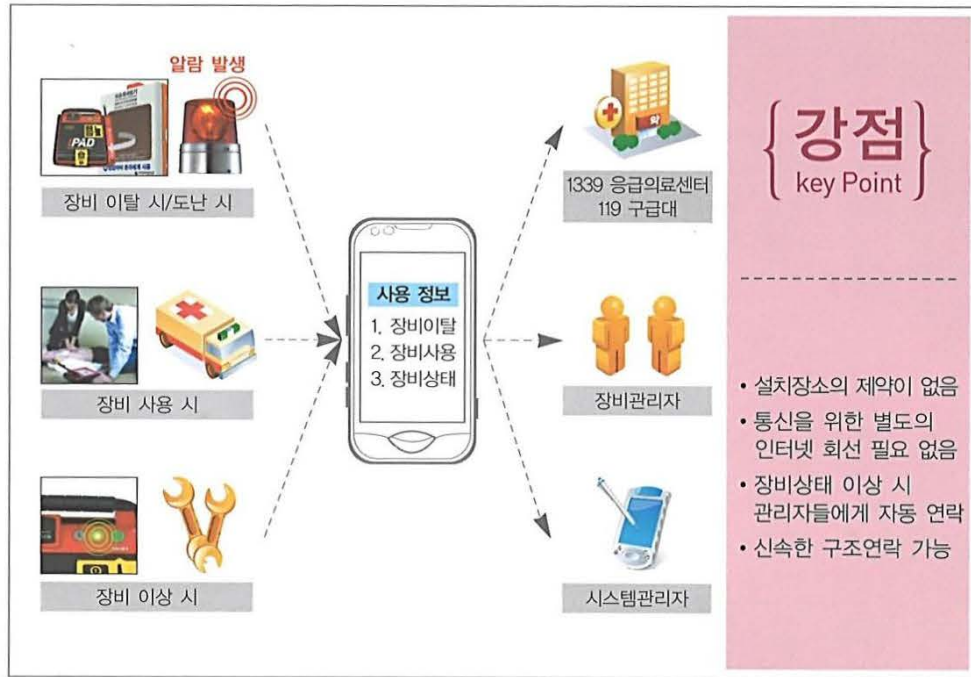 알람 발생
PAD
장비 이탈 시/도난 시
장비 사용 시
장비 이상 시
사용 정보
1. 장비이탈
2. 장비사용
3. 장비상태
약
1339 응급의료센터
119 구급대
장비관리자
시스템관리자
강점
key Point
• 설치장소의 제약이 없음
• 통신을 위한 별도의
인터넷 회선 필요 없음
• 장비상태 이상 시
관리자들에게 자동 연락
• 신속한 구조연락 가능